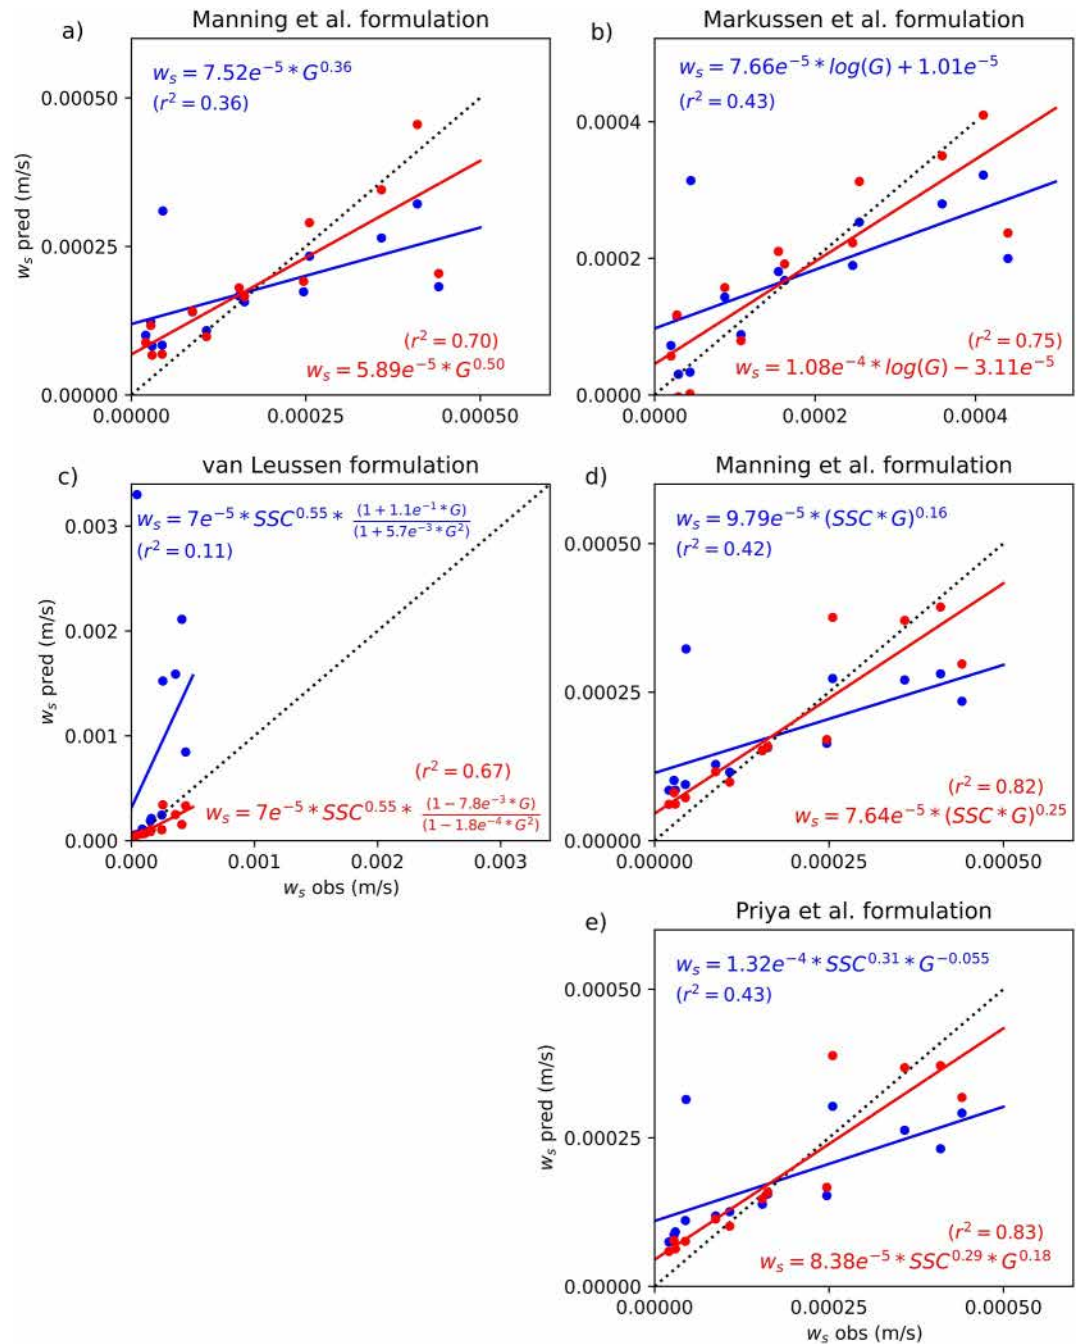 Manning et al. formulation
a)
w_s = 7.52e^{-5} * G^{0.36}
(r^2 = 0.36)
0.00050
0.00025
0.00000
w_s pred (m/s)
(r^2 = 0.70)
w_s = 5.89e^{-5} * G^{0.50}
0.00000 0.00025 0.00050
Markussen et al. formulation
b)
w_s = 7.66e^{-5} * log(G) + 1.01e^{-5}
(r^2 = 0.43)
0.0004
0.0002
0.0000
(r^2 = 0.75)
w_s = 1.08e^{-4} * log(G) − 3.11e^{-5}
0.0000 0.0002 0.0004
van Leussen formulation
c)
w_s = 7e^{-5} * SSC^{0.55} * \frac{(1 + 1.1e^{-1} * G)}{(1 + 5.7e^{-3} * G^2)}
(r^2 = 0.11)
0.003
0.002
0.001
0.000
w_s pred (m/s)
(r^2 = 0.67)
w_s = 7e^{-5} * SSC^{0.55} * \frac{(1 − 7.8e^{-3} * G)}{(1 − 1.8e^{-4} * G^2)}
0.000 0.001 0.002 0.003
w_s obs (m/s)
Manning et al. formulation
d)
w_s = 9.79e^{-5} * (SSC * G)^{0.16}
(r^2 = 0.42)
0.00050
0.00025
0.00000
(r^2 = 0.82)
w_s = 7.64e^{-5} * (SSC * G)^{0.25}
0.00000 0.00025 0.00050
Priya et al. formulation
e)
w_s = 1.32e^{-4} * SSC^{0.31} * G^{-0.055}
(r^2 = 0.43)
0.00050
0.00025
0.00000
w_s pred (m/s)
(r^2 = 0.83)
w_s = 8.38e^{-5} * SSC^{0.29} * G^{0.18}
0.00000 0.00025 0.00050
w_s obs (m/s)